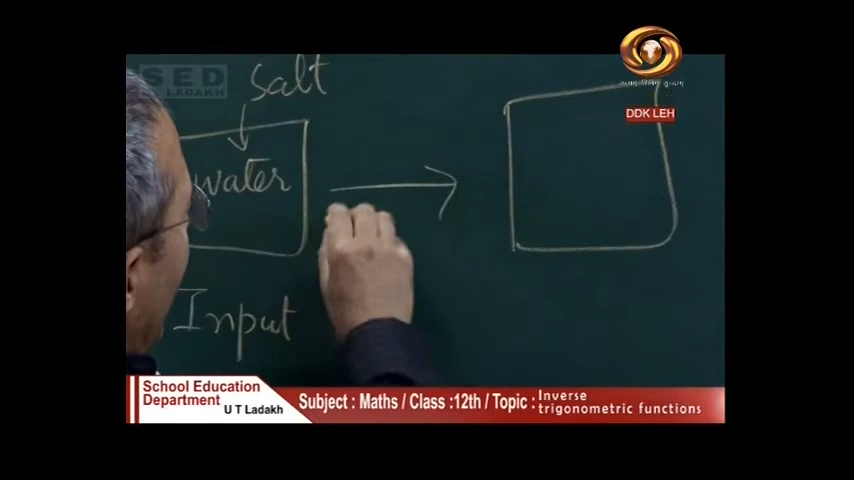 SED
UT LADAKH
salt
water
Input
DDK LEH
School Education
Department
U T Ladakh
Subject : Maths / Class :12th / Topic : Inverse
trigonometric functions